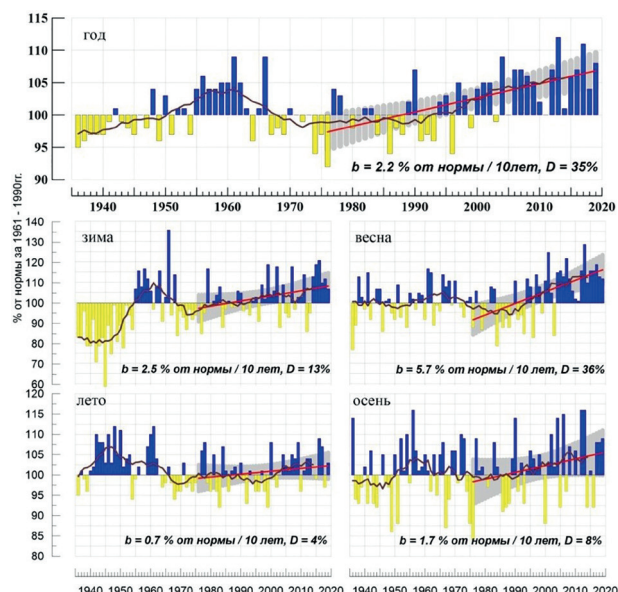 115
110
105
100
95
90
год
b = 2.2 % от нормы / 10лет, D = 35%
1940 1950 1960 1970 1980 1990 2000 2010 2020
% от нормы за 1961 - 1990гг.
140
130
120
110
100
90
80
70
60
зима
b = 2.5 % от нормы / 10 лет, D = 13%
весна
b = 5.7 % от нормы / 10 лет, D = 36%
120
115
110
105
100
95
90
85
80
лето
b = 0.7 % от нормы / 10 лет, D = 4%
осень
b = 1.7 % от нормы / 10 лет, D = 8%
1940 1950 1960 1970 1980 1990 2000 2010 2020
1940 1950 1960 1970 1980 1990 2000 2010 2020